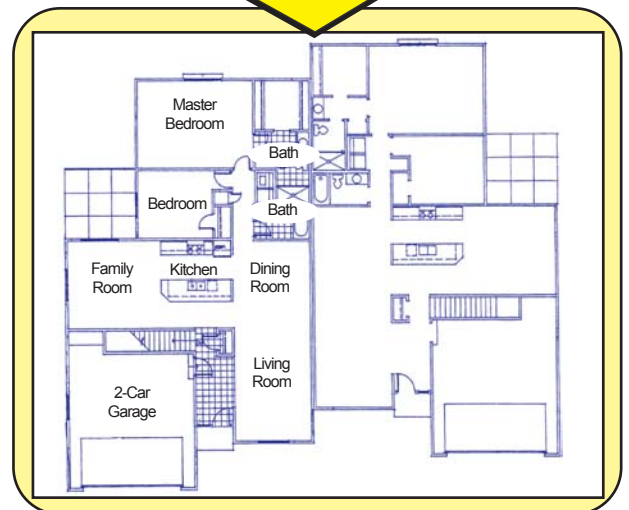 Master
Bedroom
Bath
Bedroom
Bath
Family
Room
Kitchen
Dining
Room
Living
Room
2-Car
Garage